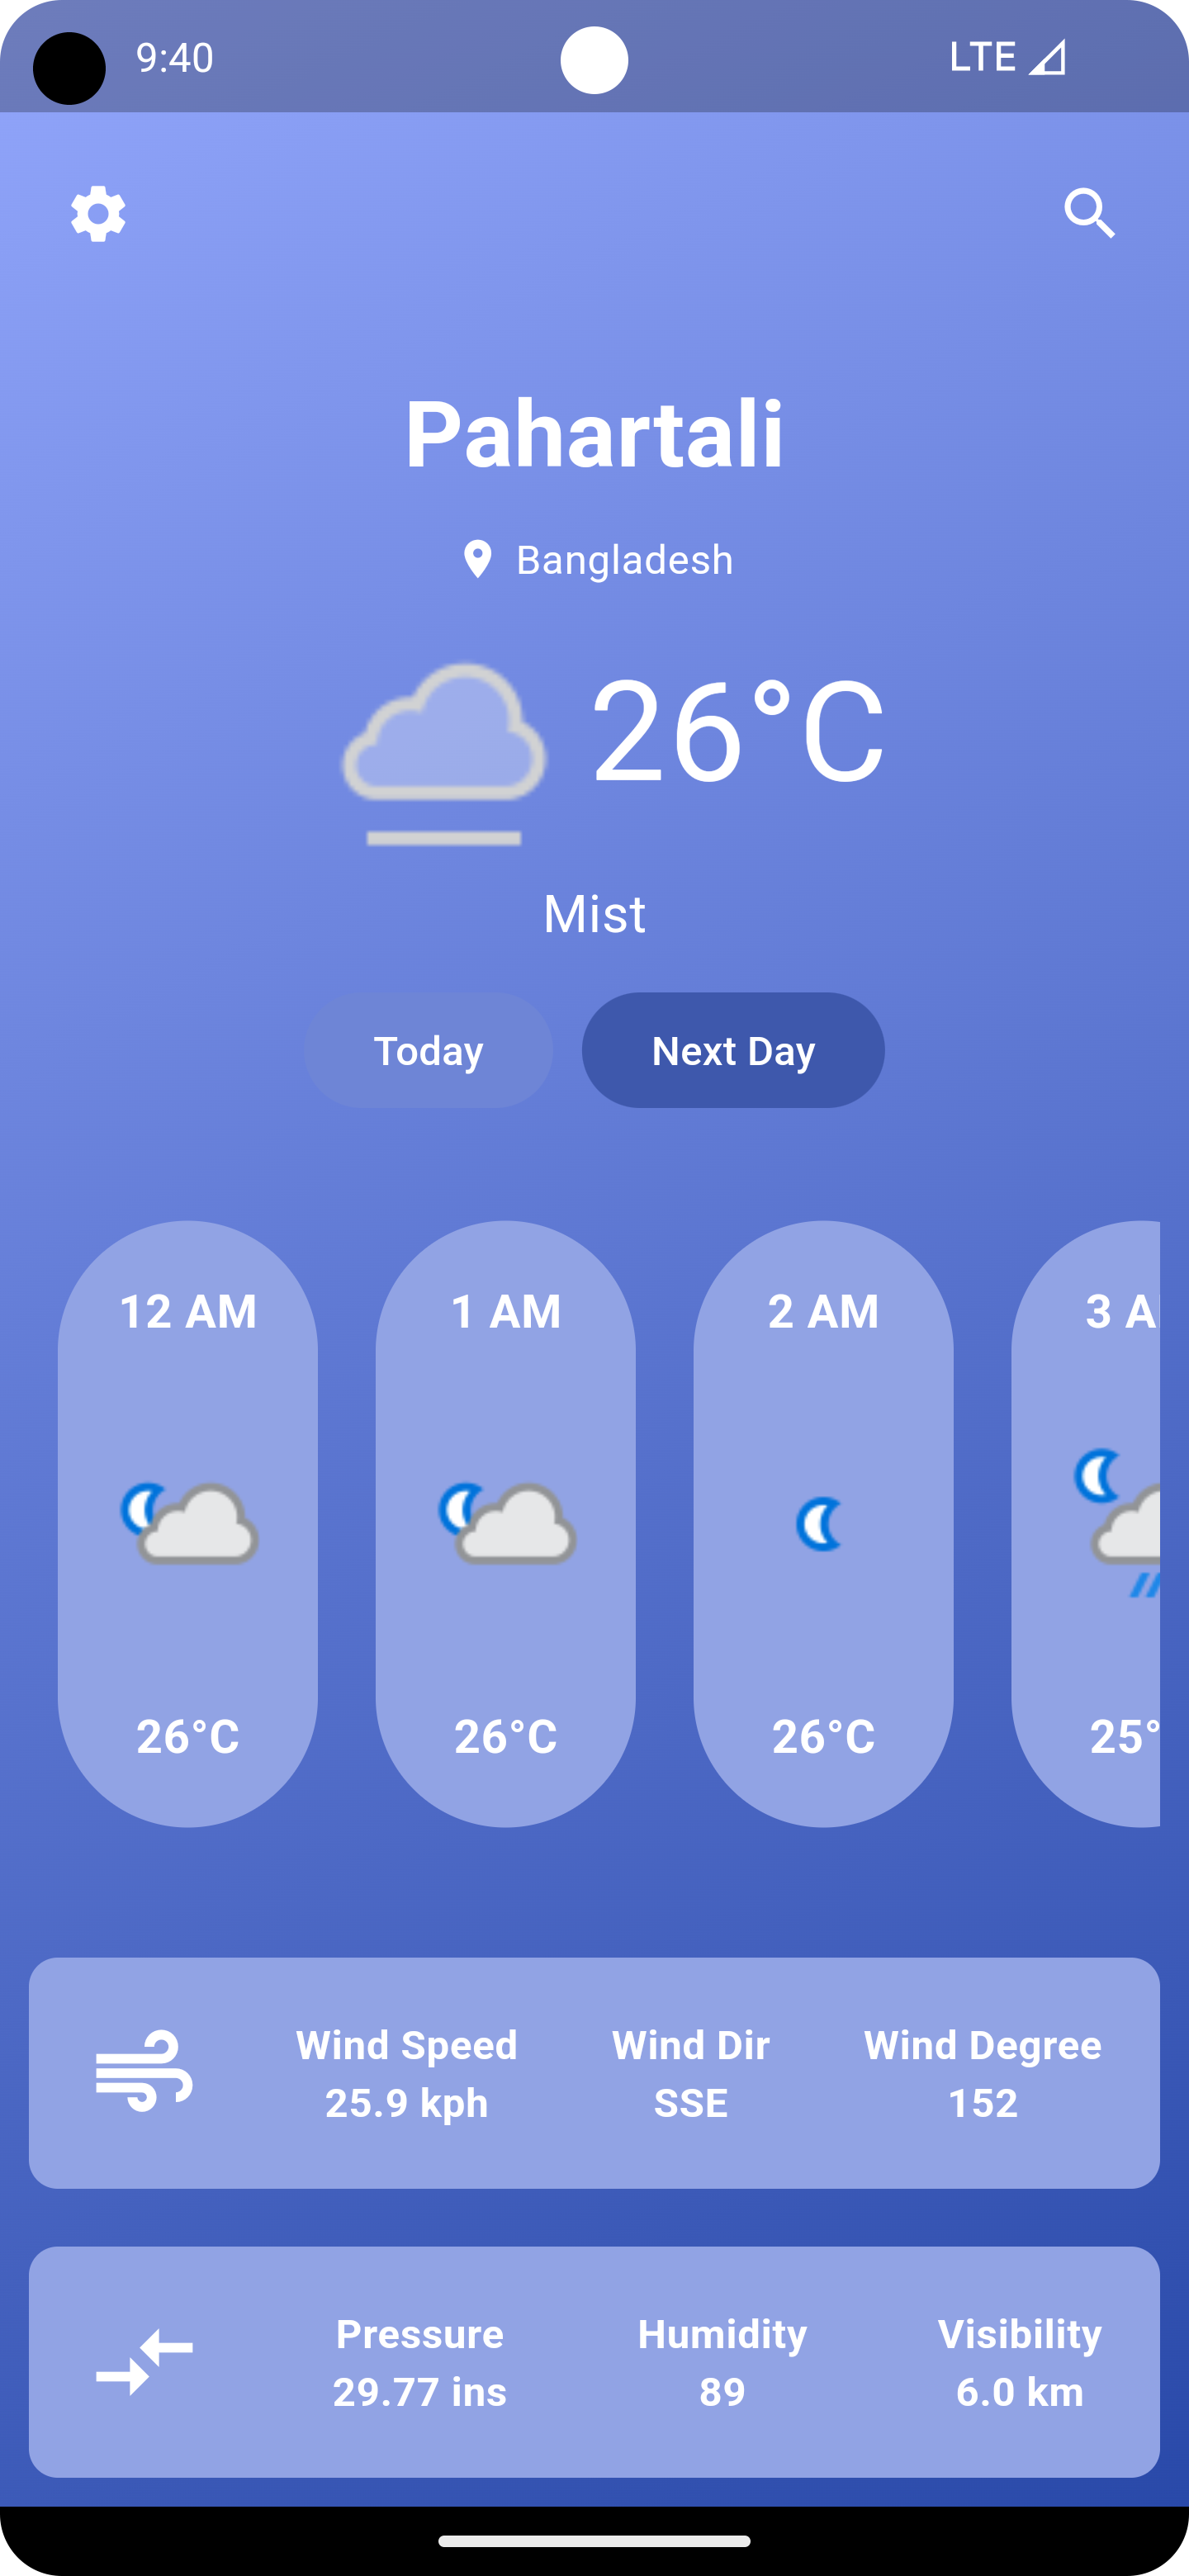 9:40
LTE
Pahartali
Bangladesh
26°C
Mist
Today
Next Day
12 AM
1 AM
2 AM
3 A
26°C
26°C
26°C
25°
Wind Speed
Wind Dir
Wind Degree
25.9 kph
SSE
152
Pressure
Humidity
Visibility
29.77 ins
89
6.0 km